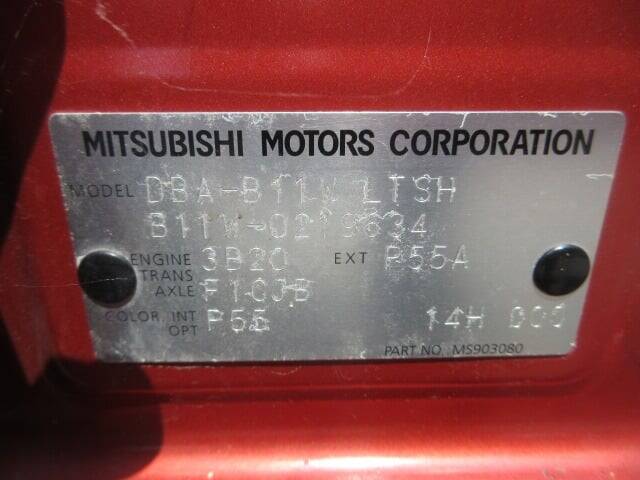 MITSUBISHI MOTORS CORPORATION
MODEL DBA-B11W LTSH
B11W-0219634
ENGINE 3B20 EXT P55A
TRANS
AXLE F1CJB
COLOR, INT P55
OPT 14H 000
PART NO. MS903080